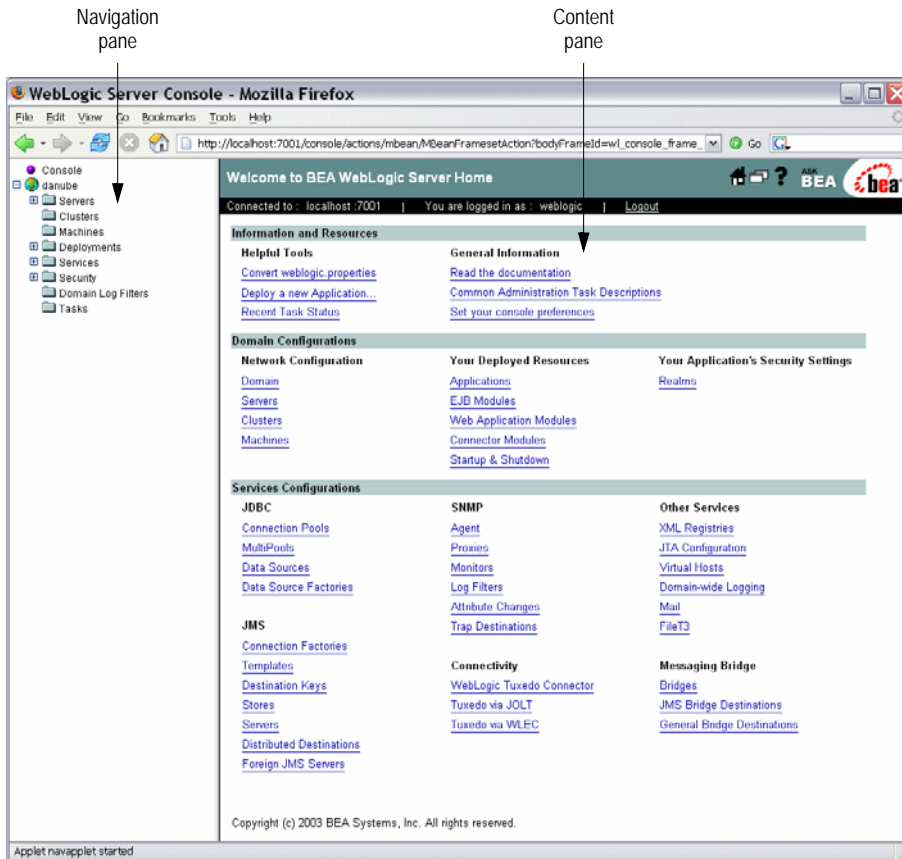 Navigation
pane
Content
pane
WebLogic Server Console - Mozilla Firefox
File Edit View Go Bookmarks Tools Help
http://localhost:7001/console/actions/mbean/MBeanFramesetAction?bodyFrameId=wl_console_frame_ Go
Console
danube
Servers
Clusters
Machines
Deployments
Services
Security
Domain Log Filters
Tasks
Welcome to BEA WebLogic Server Home
? ASK BEA bea
Connected to : localhost :7001 | You are logged in as : weblogic | Logout
Information and Resources
Helpful Tools
Convert weblogic.properties
Deploy a new Application...
Recent Task Status
General Information
Read the documentation
Common Administration Task Descriptions
Set your console preferences
Domain Configurations
Network Configuration
Domain
Servers
Clusters
Machines
Your Deployed Resources
Applications
EJB Modules
Web Application Modules
Connector Modules
Startup & Shutdown
Your Application's Security Settings
Realms
Services Configurations
JDBC
Connection Pools
MultiPools
Data Sources
Data Source Factories
SNMP
Agent
Proxies
Monitors
Log Filters
Attribute Changes
Trap Destinations
Other Services
XML Registries
JTA Configuration
Virtual Hosts
Domain-wide Logging
Mail
FileT3
JMS
Connection Factories
Templates
Destination Keys
Stores
Servers
Distributed Destinations
Foreign JMS Servers
Connectivity
WebLogic Tuxedo Connector
Tuxedo via JOLT
Tuxedo via WLEC
Messaging Bridge
Bridges
JMS Bridge Destinations
General Bridge Destinations
Copyright (c) 2003 BEA Systems, Inc. All rights reserved.
Applet navapplet started